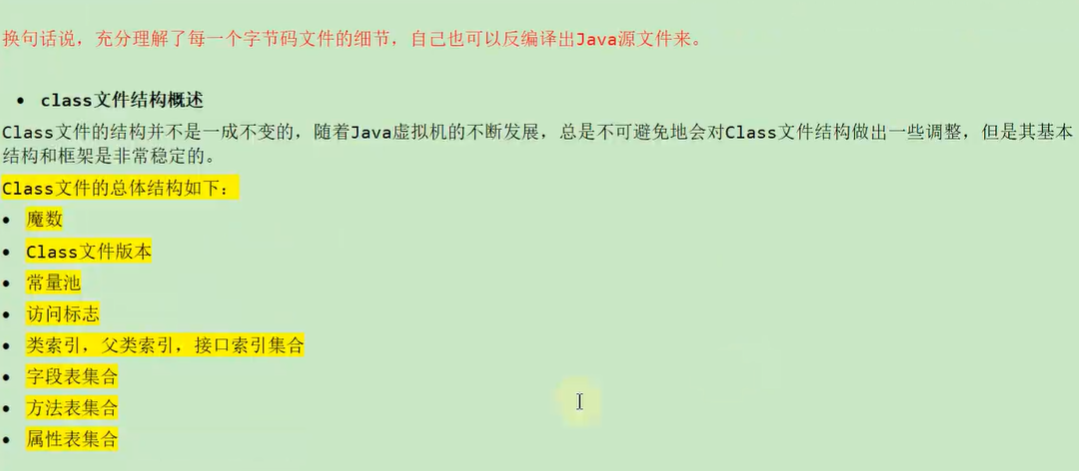 换句话说，充分理解了每一个字节码文件的细节，自己也可以反编译出Java源文件来。
• class文件结构概述
Class文件的结构并不是一成不变的，随着Java虚拟机的不断发展，总是不可避免地会对Class文件结构做出一些调整，但是其基本
结构和框架是非常稳定的。
Class文件的总体结构如下：
• 魔数
• Class文件版本
• 常量池
• 访问标志
• 类索引，父类索引，接口索引集合
• 字段表集合
• 方法表集合
• 属性表集合